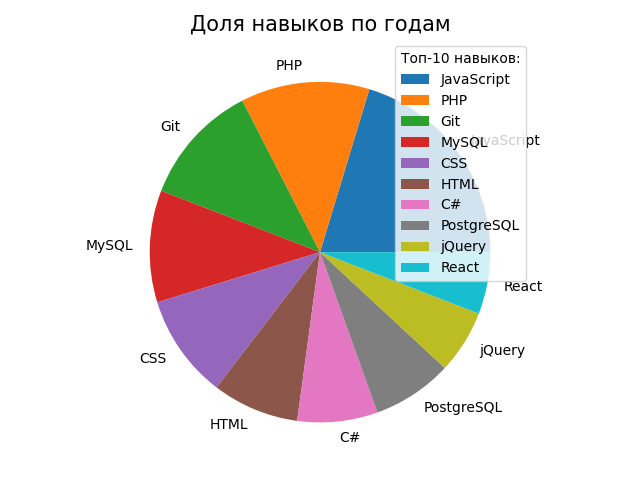 Доля навыков по годам
PHP
Git
MySQL
CSS
HTML
C#
PostgreSQL
jQuery
React
JavaScript
Топ-10 навыков:
JavaScript
PHP
Git
MySQL
CSS
HTML
C#
PostgreSQL
jQuery
React